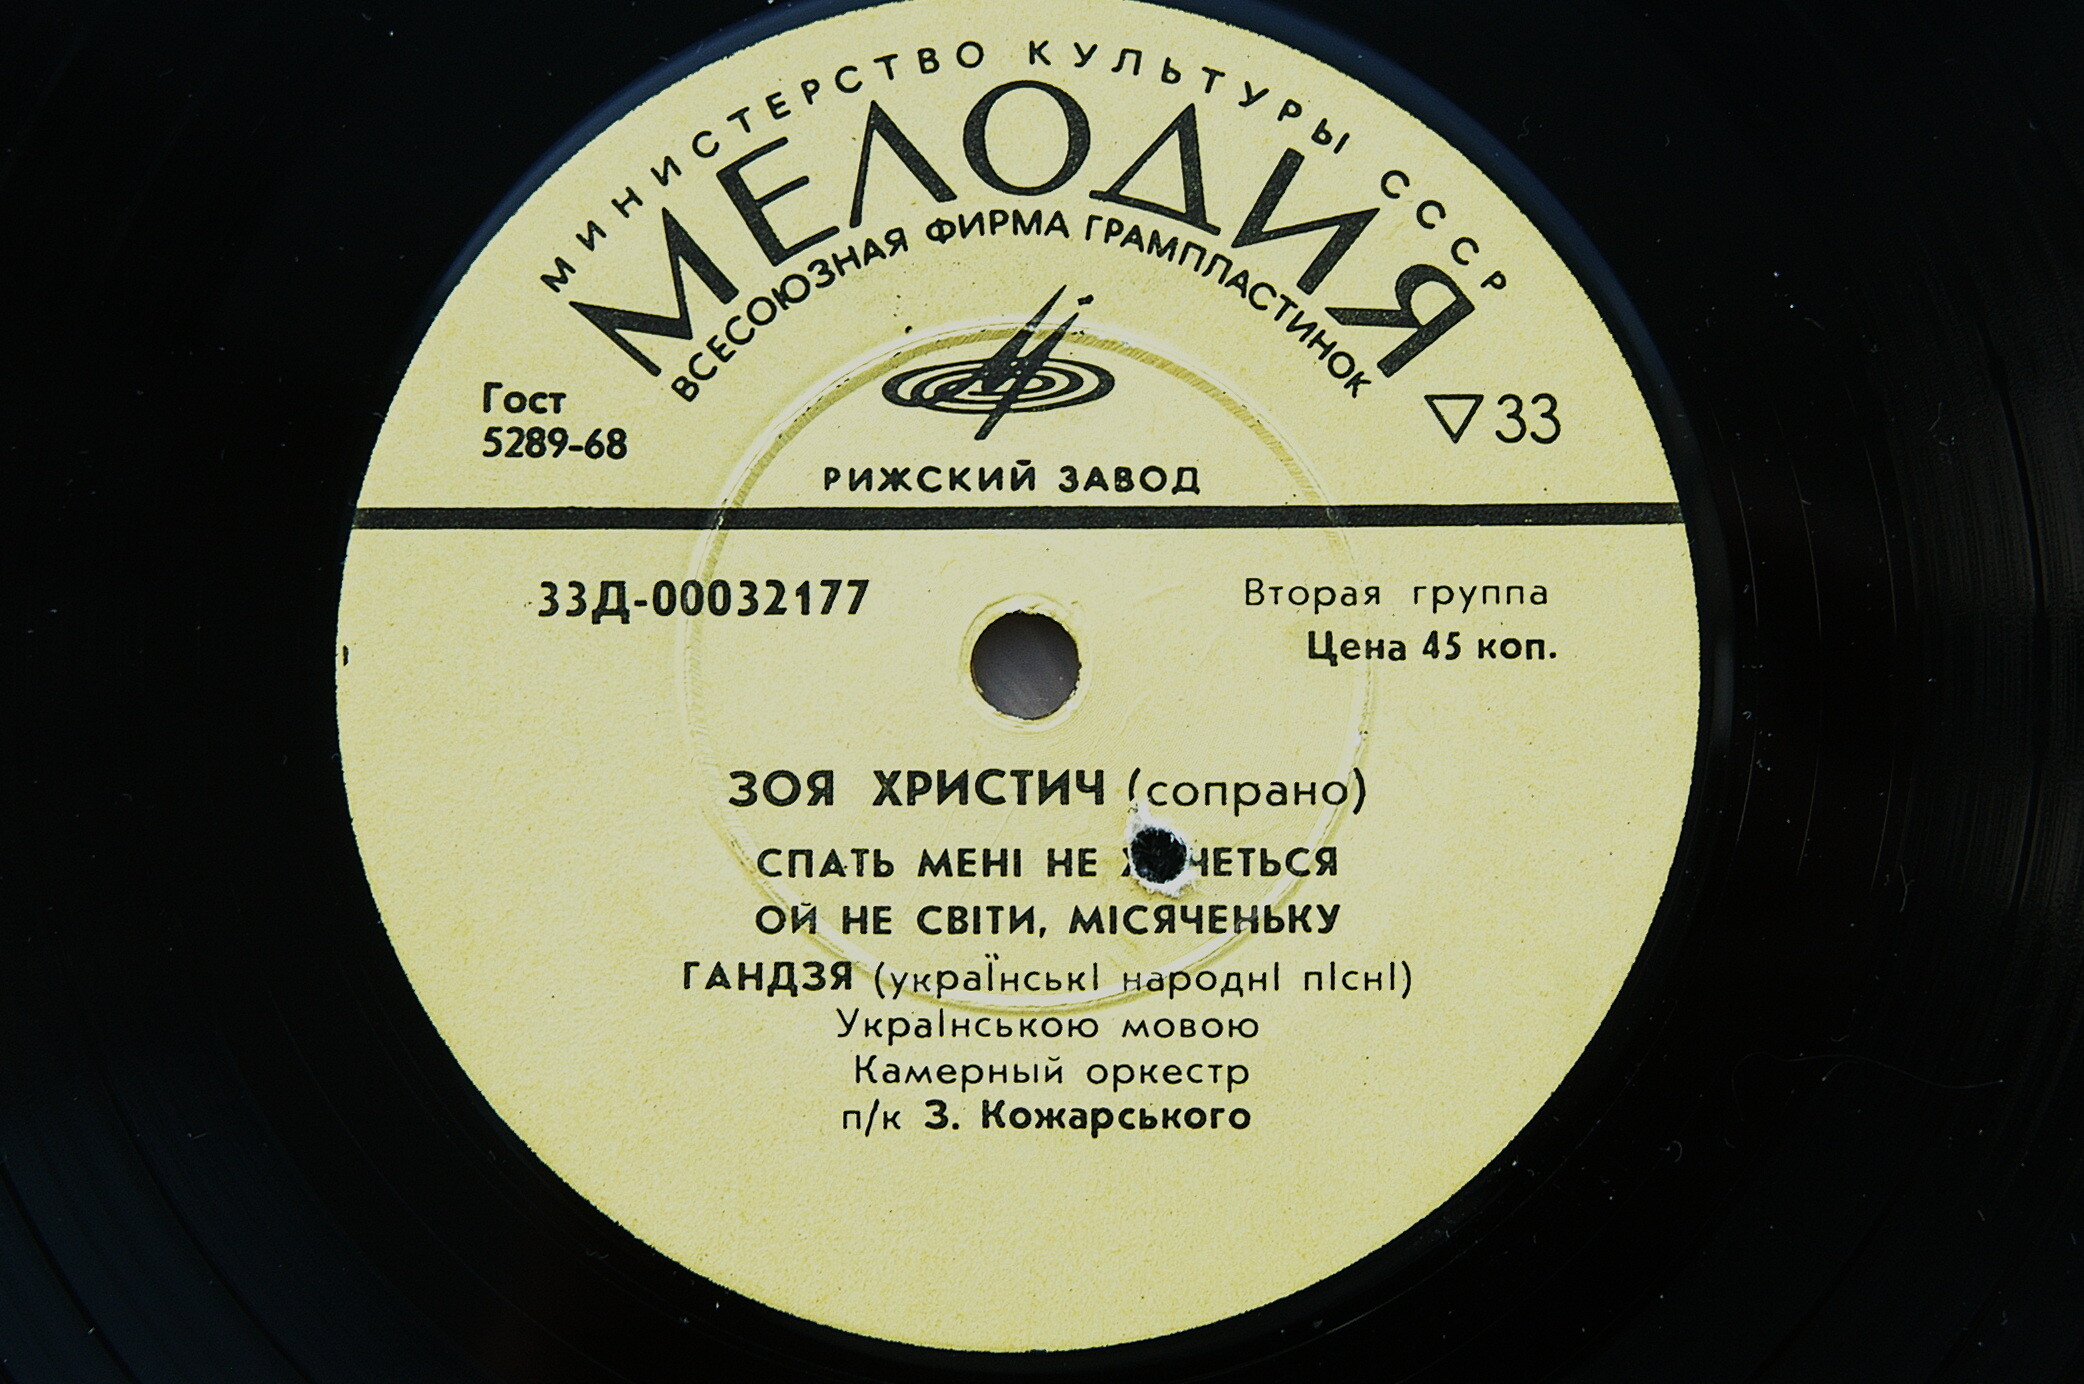 МИНИСТЕРСТВО КУЛЬТУРЫ СССР
МЕЛОДИЯ
ВСЕСОЮЗНАЯ ФИРМА ГРАМПЛАСТИНОК
Гост
5289-68
▽33
РИЖСКИЙ ЗАВОД
33Д-00032177
Вторая группа
Цена 45 коп.
ЗОЯ ХРИСТИЧ (сопрано)
СПАТЬ МЕНІ НЕ
ОЙ НЕ СВІТИ, МІСЯЧЕНЬКУ
ГАНДЗЯ (українські народні пісні)
Українською мовою
Камерный оркестр
п/к З. Кожарського